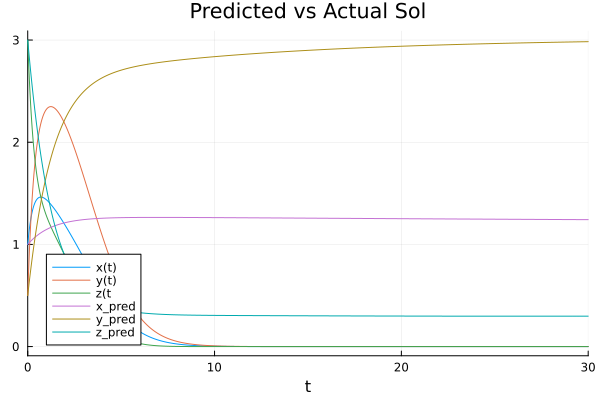 Predicted vs Actual Sol
3
2
1
0
x(t)
y(t)
z(t
x_pred
y_pred
z_pred
0
10
20
30
t